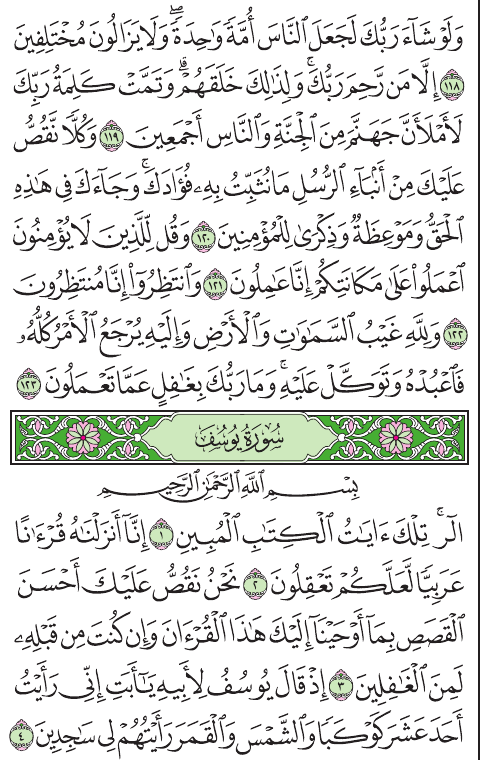 وَلَوْ شَآءَ رَبُّكَ لَجَعَلَ ٱلنَّاسَ أُمَّةً وَٰحِدَةً ۖ وَلَا يَزَالُونَ مُخْتَلِفِينَ
١١٨ إِلَّا مَن رَّحِمَ رَبُّكَ ۚ وَلِذَٰلِكَ خَلَقَهُمْ ۗ وَتَمَّتْ كَلِمَةُ رَبِّكَ
لَأَمْلَأَنَّ جَهَنَّمَ مِنَ ٱلْجِنَّةِ وَٱلنَّاسِ أَجْمَعِينَ ١١٩ وَكُلًّا نَّقُصُّ
عَلَيْكَ مِنْ أَنۢبَآءِ ٱلرُّسُلِ مَا نُثَبِّتُ بِهِۦ فُؤَادَكَ ۚ وَجَآءَكَ فِى هَٰذِهِ
ٱلْحَقُّ وَمَوْعِظَةٌ وَذِكْرَىٰ لِلْمُؤْمِنِينَ ١٢٠ وَقُل لِّلَّذِينَ لَا يُؤْمِنُونَ
ٱعْمَلُوا۟ عَلَىٰ مَكَانَتِكُمْ إِنَّا عَٰمِلُونَ ١٢١ وَٱنتَظِرُوٓا۟ إِنَّا مُنتَظِرُونَ
١٢٢ وَلِلَّهِ غَيْبُ ٱلسَّمَٰوَٰتِ وَٱلْأَرْضِ وَإِلَيْهِ يُرْجَعُ ٱلْأَمْرُ كُلُّهُۥ
فَٱعْبُدْهُ وَتَوَكَّلْ عَلَيْهِ ۚ وَمَا رَبُّكَ بِغَٰفِلٍ عَمَّا تَعْمَلُونَ ١٢٣
سُورَةُ يُوسُفَ
بِسْمِ ٱللَّهِ ٱلرَّحْمَٰنِ ٱلرَّحِيمِ
الٓر ۚ تِلْكَ ءَايَٰتُ ٱلْكِتَٰبِ ٱلْمُبِينِ ١ إِنَّآ أَنزَلْنَٰهُ قُرْءَٰنًا
عَرَبِيًّا لَّعَلَّكُمْ تَعْقِلُونَ ٢ نَحْنُ نَقُصُّ عَلَيْكَ أَحْسَنَ
ٱلْقَصَصِ بِمَآ أَوْحَيْنَآ إِلَيْكَ هَٰذَا ٱلْقُرْءَانَ وَإِن كُنتَ مِن قَبْلِهِۦ
لَمِنَ ٱلْغَٰفِلِينَ ٣ إِذْ قَالَ يُوسُفُ لِأَبِيهِ يَٰٓأَبَتِ إِنِّى رَأَيْتُ
أَحَدَ عَشَرَ كَوْكَبًا وَٱلشَّمْسَ وَٱلْقَمَرَ رَأَيْتُهُمْ لِى سَٰجِدِينَ ٤